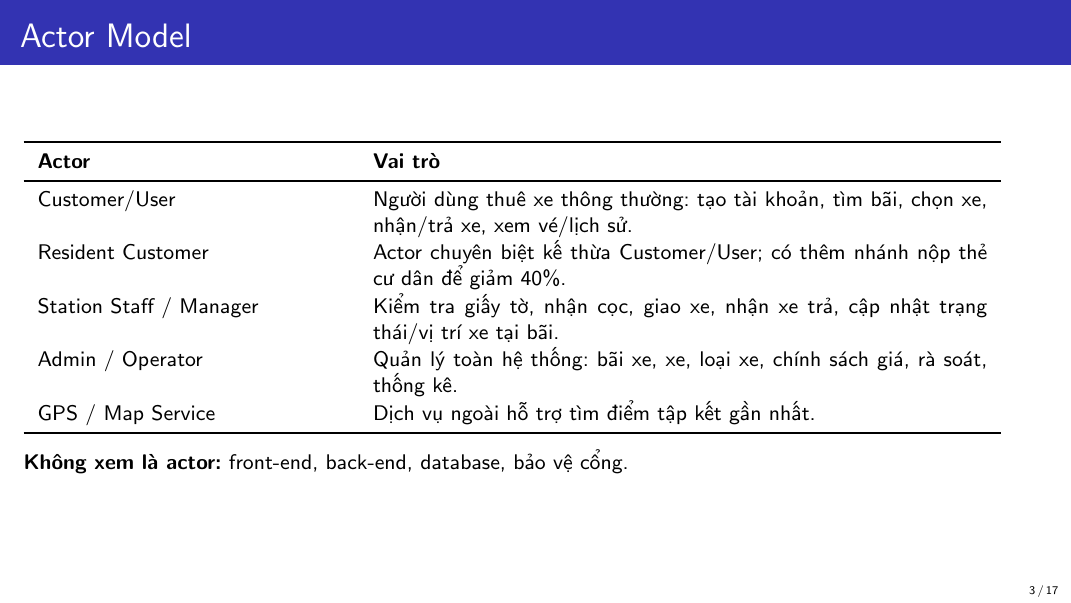 Actor Model
Actor Vai trò
Customer/User Người dùng thuê xe thông thường: tạo tài khoản, tìm bãi, chọn xe,
nhận/trả xe, xem vé/lịch sử.
Resident Customer Actor chuyên biệt kế thừa Customer/User; có thêm nhánh nộp thẻ
cư dân để giảm 40%.
Station Staff / Manager Kiểm tra giấy tờ, nhận cọc, giao xe, nhận xe trả, cập nhật trạng
thái/vị trí xe tại bãi.
Admin / Operator Quản lý toàn hệ thống: bãi xe, xe, loại xe, chính sách giá, rà soát,
thống kê.
GPS / Map Service Dịch vụ ngoài hỗ trợ tìm điểm tập kết gần nhất.
Không xem là actor: front-end, back-end, database, bảo vệ cổng.
3 / 17